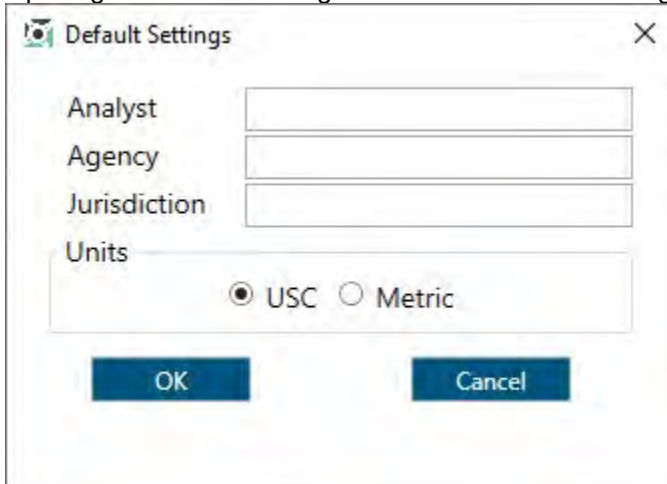 Default Settings
Analyst
Agency
Jurisdiction
Units
USC Metric
OK Cancel